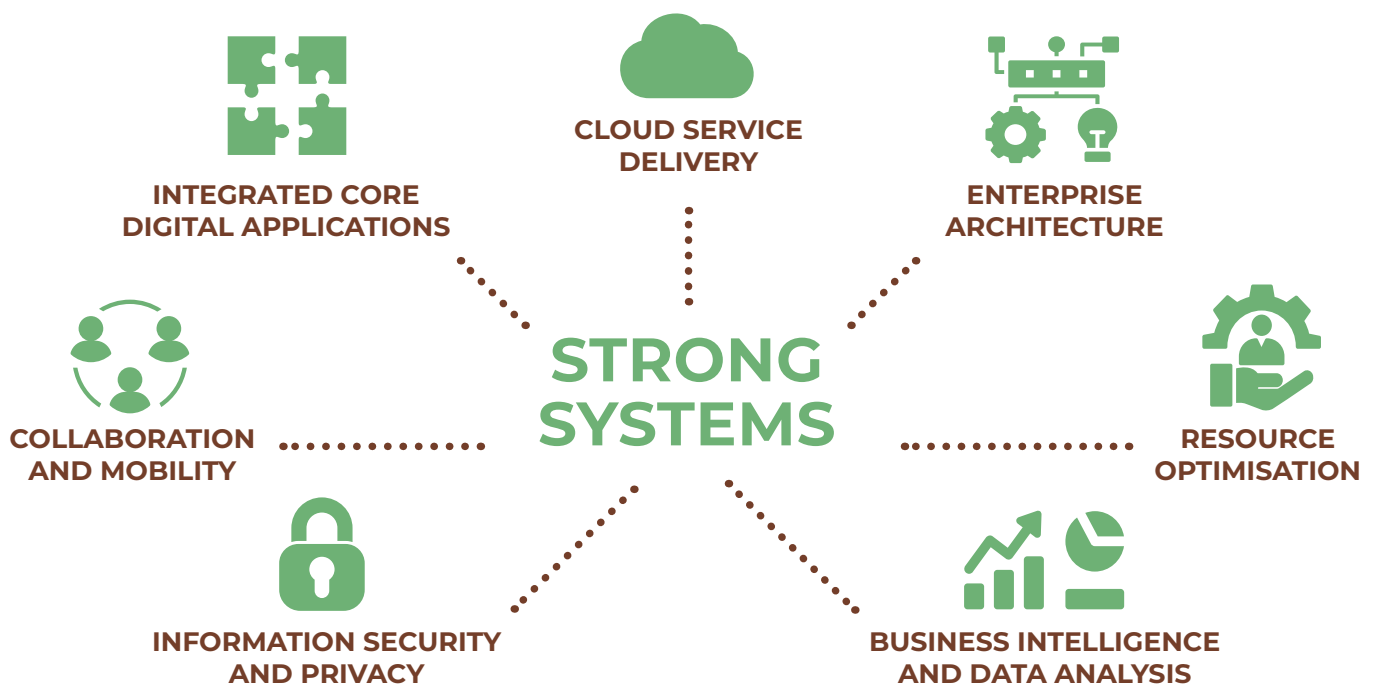 CLOUD SERVICE
DELIVERY
INTEGRATED CORE
DIGITAL APPLICATIONS
ENTERPRISE
ARCHITECTURE
STRONG
SYSTEMS
COLLABORATION
AND MOBILITY
RESOURCE
OPTIMISATION
INFORMATION SECURITY
AND PRIVACY
BUSINESS INTELLIGENCE
AND DATA ANALYSIS